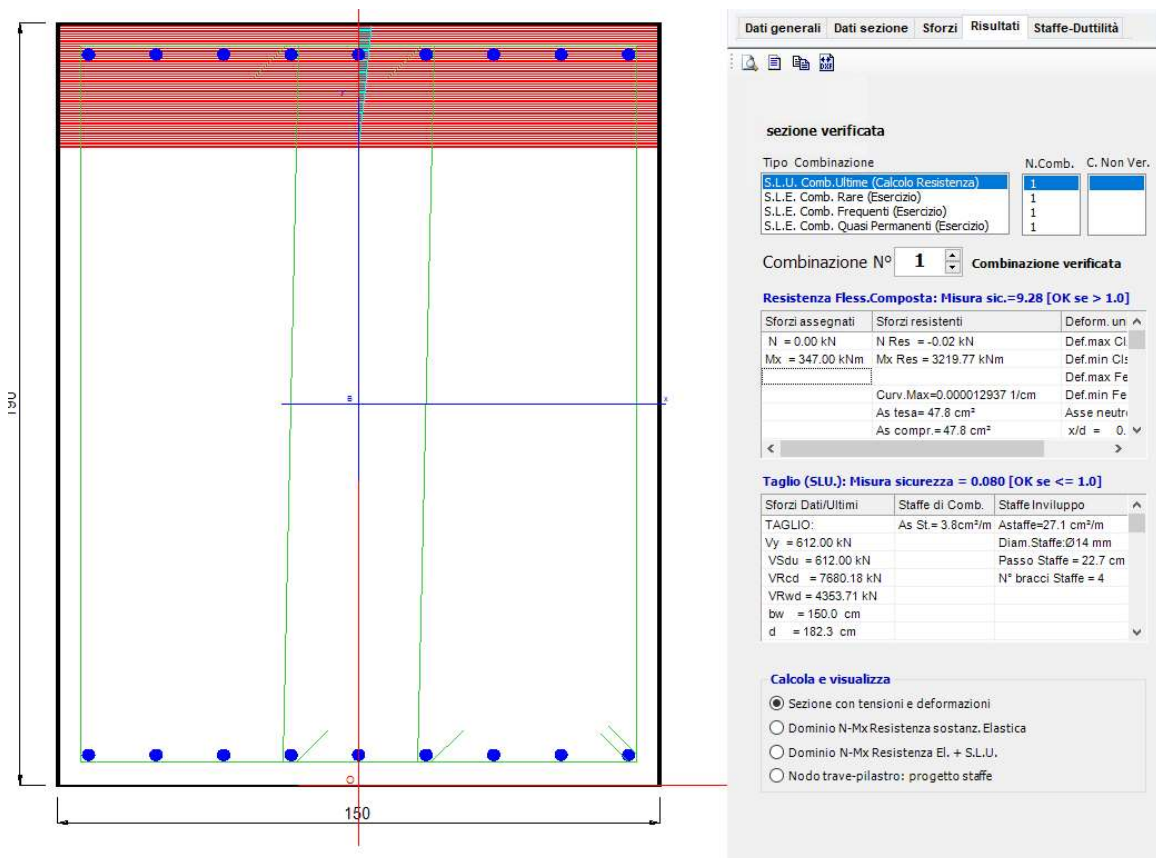 190
150
x
Dati generali Dati sezione Sforzi Risultati Staffe-Duttilità
DXF
sezione verificata
Tipo Combinazione N.Comb. C. Non Ver.
S.L.U. Comb.Ultime (Calcolo Resistenza) 1
S.L.E. Comb. Rare (Esercizio) 1
S.L.E. Comb. Frequenti (Esercizio) 1
S.L.E. Comb. Quasi Permanenti (Esercizio) 1
Combinazione N° 1 Combinazione verificata
Resistenza Fless.Composta: Misura sic.=9.28 [OK se > 1.0]
Sforzi assegnati Sforzi resistenti Deform. un
N = 0.00 kN N Res = -0.02 kN Def.max Cl
Mx = 347.00 kNm Mx Res = 3219.77 kNm Def.min Cls
Def.max Fe
Curv.Max=0.000012937 1/cm Def.min Fe
As tesa= 47.8 cm² Asse neutro
As compr.= 47.8 cm² x/d = 0.
Taglio (SLU.): Misura sicurezza = 0.080 [OK se <= 1.0]
Sforzi Dati/Ultimi Staffe di Comb. Staffe Inviluppo
TAGLIO: As St.= 3.8cm²/m Astaffe=27.1 cm²/m
Vy = 612.00 kN Diam.Staffe:Ø14 mm
VSdu = 612.00 kN Passo Staffe = 22.7 cm
VRcd = 7680.18 kN N° bracci Staffe = 4
VRwd = 4353.71 kN
bw = 150.0 cm
d = 182.3 cm
Calcola e visualizza
Sezione con tensioni e deformazioni
Dominio N-Mx Resistenza sostanz. Elastica
Dominio N-Mx Resistenza El. + S.L.U.
Nodo trave-pilastro: progetto staffe